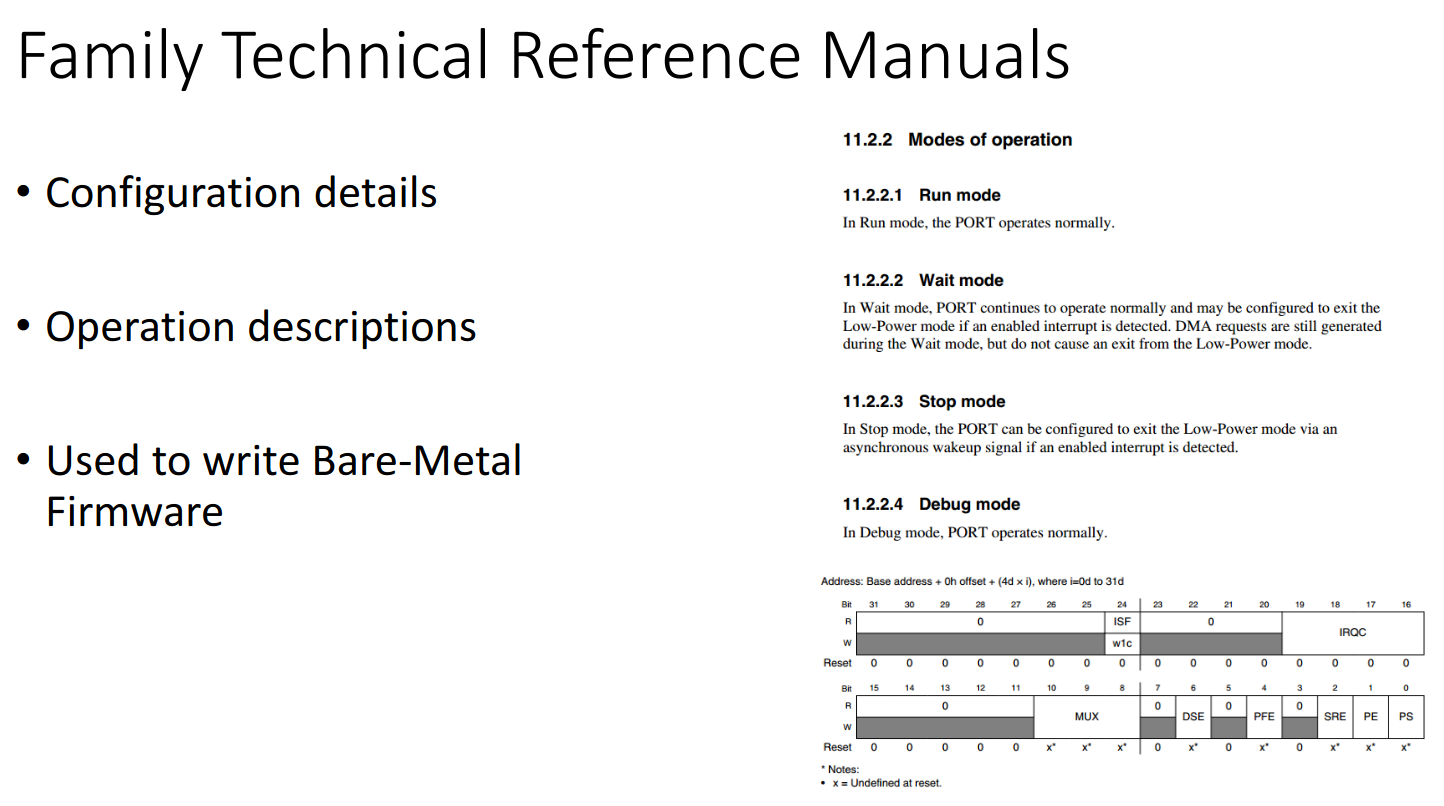 Family Technical Reference Manuals
• Configuration details
• Operation descriptions
• Used to write Bare-Metal
Firmware
11.2.2 Modes of operation
11.2.2.1 Run mode
In Run mode, the PORT operates normally.
11.2.2.2 Wait mode
In Wait mode, PORT continues to operate normally and may be configured to exit the
Low-Power mode if an enabled interrupt is detected. DMA requests are still generated
during the Wait mode, but do not cause an exit from the Low-Power mode.
11.2.2.3 Stop mode
In Stop mode, the PORT can be configured to exit the Low-Power mode via an
asynchronous wakeup signal if an enabled interrupt is detected.
11.2.2.4 Debug mode
In Debug mode, PORT operates normally.
Address: Base address + 0h offset + (4d × i), where i=0d to 31d
Bit 31 30 29 28 27 26 25 24 23 22 21 20 19 18 17 16
R 0 ISF 0 IRQC
W w1c
Reset 0 0 0 0 0 0 0 0 0 0 0 0 0 0 0 0
Bit 15 14 13 12 11 10 9 8 7 6 5 4 3 2 1 0
R 0 MUX 0 DSE 0 PFE 0 SRE PE PS
W
Reset 0 0 0 0 0 x* x* x* 0 x* 0 x* 0 x* x* x*
* Notes:
• x = Undefined at reset.